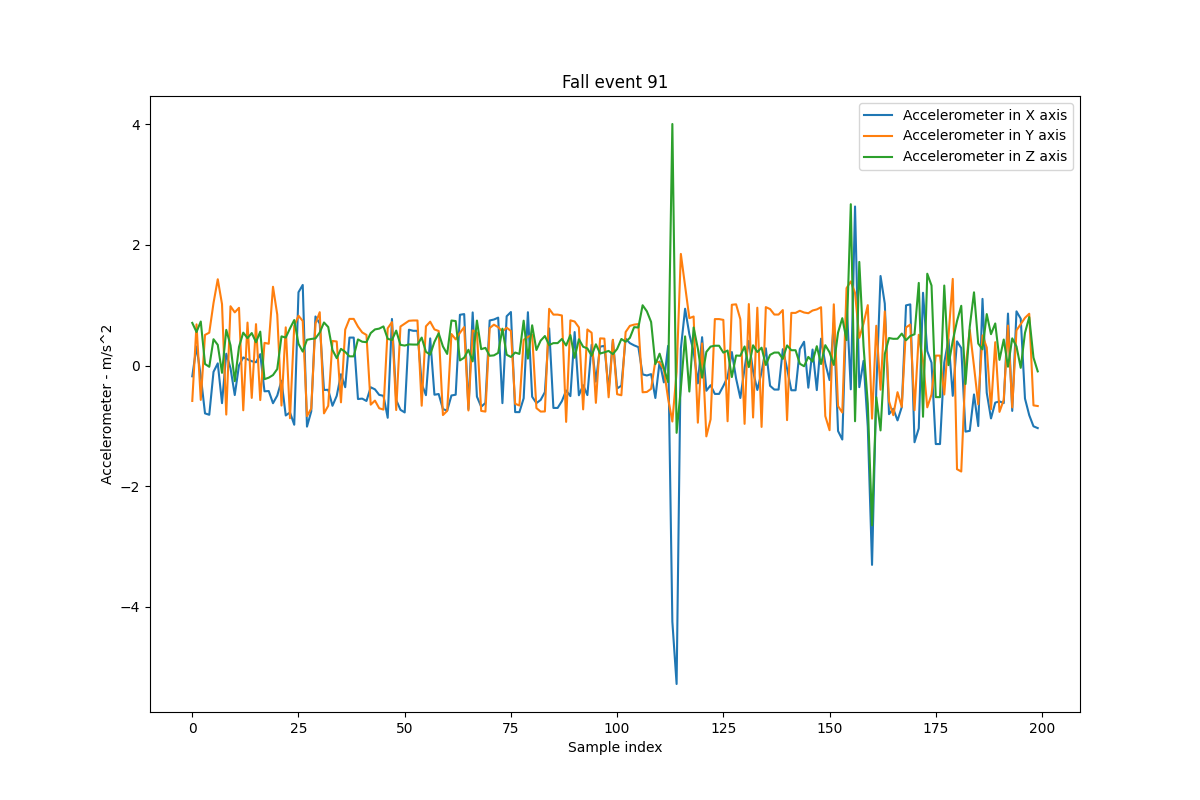 Fall event 91
Accelerometer in X axis
Accelerometer in Y axis
Accelerometer in Z axis
Accelerometer - m/s^2
4
2
0
−2
−4
0 25 50 75 100 125 150 175 200
Sample index